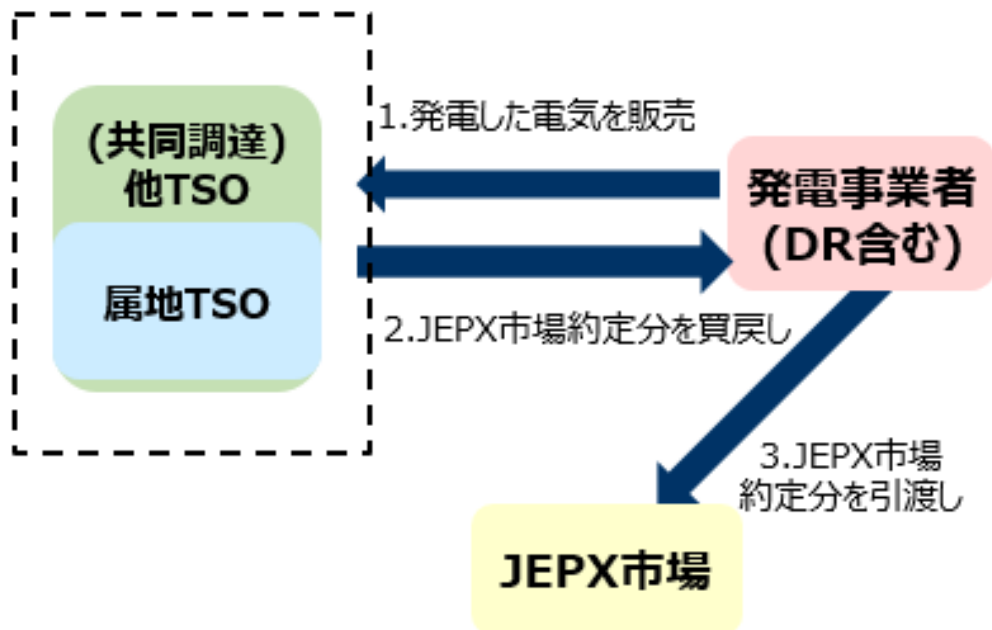 (共同調達)
他TSO
属地TSO
1.発電した電気を販売
2.JEPX市場約定分を買戻し
発電事業者
(DR含む)
3.JEPX市場
約定分を引渡し
JEPX市場